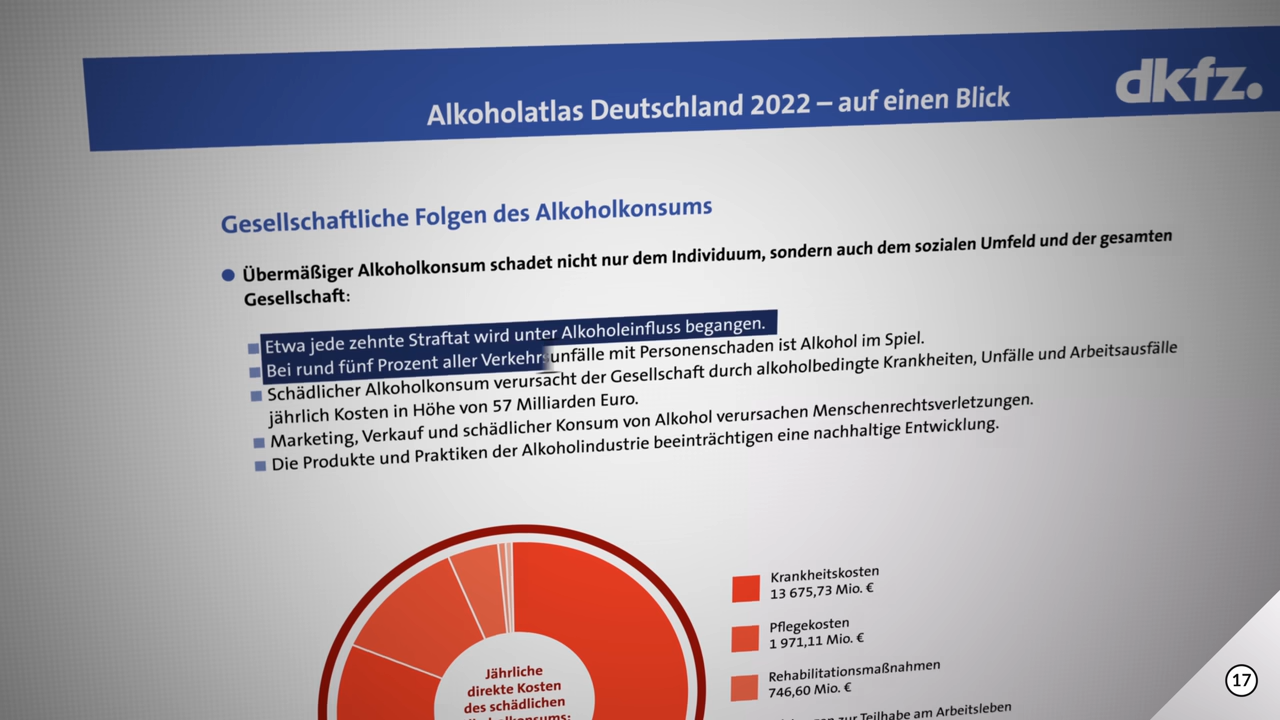 Alkoholatlas Deutschland 2022 – auf einen Blick
dkfz.
Gesellschaftliche Folgen des Alkoholkonsums
Übermäßiger Alkoholkonsum schadet nicht nur dem Individuum, sondern auch dem sozialen Umfeld und der gesamten
Gesellschaft:
Etwa jede zehnte Straftat wird unter Alkoholeinfluss begangen.
Bei rund fünf Prozent aller Verkehrsunfälle mit Personenschaden ist Alkohol im Spiel.
Schädlicher Alkoholkonsum verursacht der Gesellschaft durch alkoholbedingte Krankheiten, Unfälle und Arbeitsausfälle
jährlich Kosten in Höhe von 57 Milliarden Euro.
Marketing, Verkauf und schädlicher Konsum von Alkohol verursachen Menschenrechtsverletzungen.
Die Produkte und Praktiken der Alkoholindustrie beeinträchtigen eine nachhaltige Entwicklung.
Jährliche
direkte Kosten
des schädlichen
Krankheitskosten
13 675,73 Mio. €
Pflegekosten
1 971,11 Mio. €
Rehabilitationsmaßnahmen
746,60 Mio. €
zur Teilhabe am Arbeitsleben
17